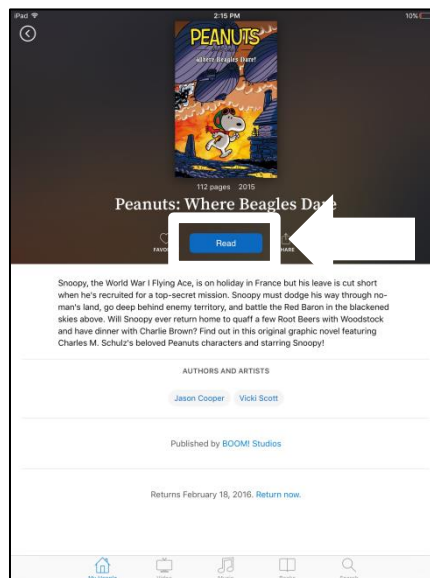 iPad
2:15 PM
10%
PEANUTS
Where Beagles Dare!
112 pages 2015
Peanuts: Where Beagles Dare
Read
Snoopy, the World War I Flying Ace, is on holiday in France but his leave is cut short
when he's recruited for a top-secret mission. Snoopy must dodge his way through no-
man's land, go deep behind enemy territory, and battle the Red Baron in the blackened
skies above. Will Snoopy ever return home to quaff a few Root Beers with Woodstock
and have dinner with Charlie Brown? Find out in this original graphic novel featuring
Charles M. Schulz's beloved Peanuts characters and starring Snoopy!
AUTHORS AND ARTISTS
Jason Cooper Vicki Scott
Published by BOOM! Studios
Returns February 18, 2016. Return now.